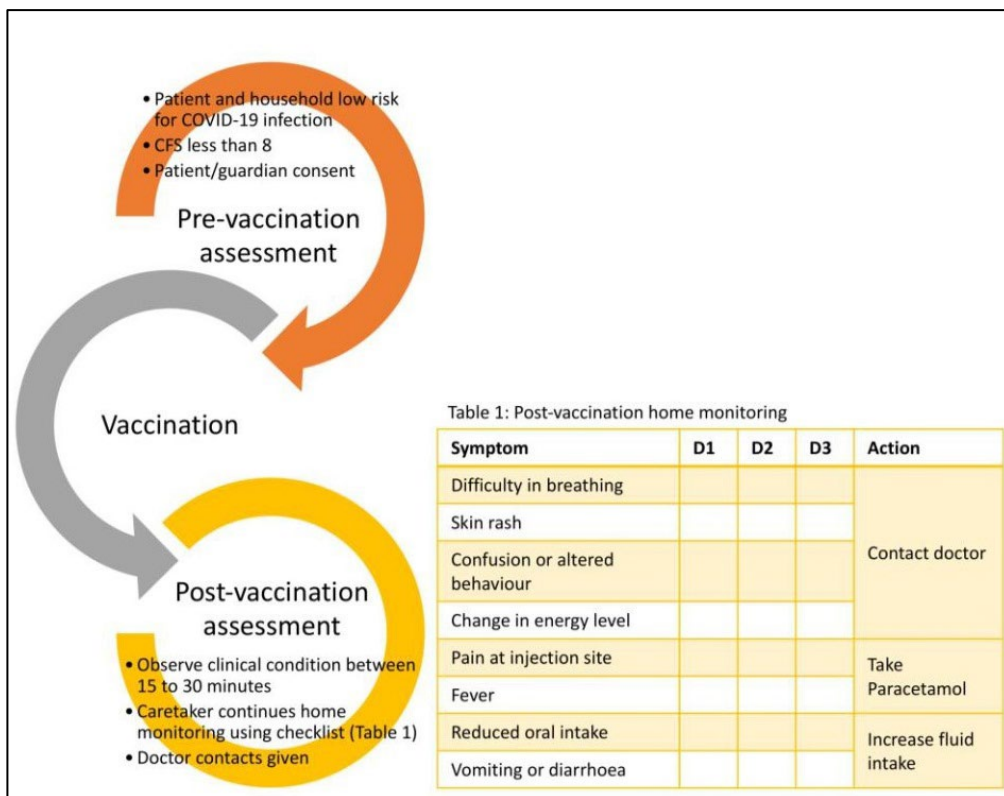 • Patient and household low risk
for COVID-19 infection
• CFS less than 8
• Patient/guardian consent
Pre-vaccination
assessment
Vaccination
Post-vaccination
assessment
• Observe clinical condition between
15 to 30 minutes
• Caretaker continues home
monitoring using checklist (Table 1)
• Doctor contacts given
Table 1: Post-vaccination home monitoring
Symptom D1 D2 D3 Action
Difficulty in breathing
Skin rash
Confusion or altered
behaviour
Change in energy level
Contact doctor
Pain at injection site
Fever
Take
Paracetamol
Reduced oral intake
Vomiting or diarrhoea
Increase fluid
intake